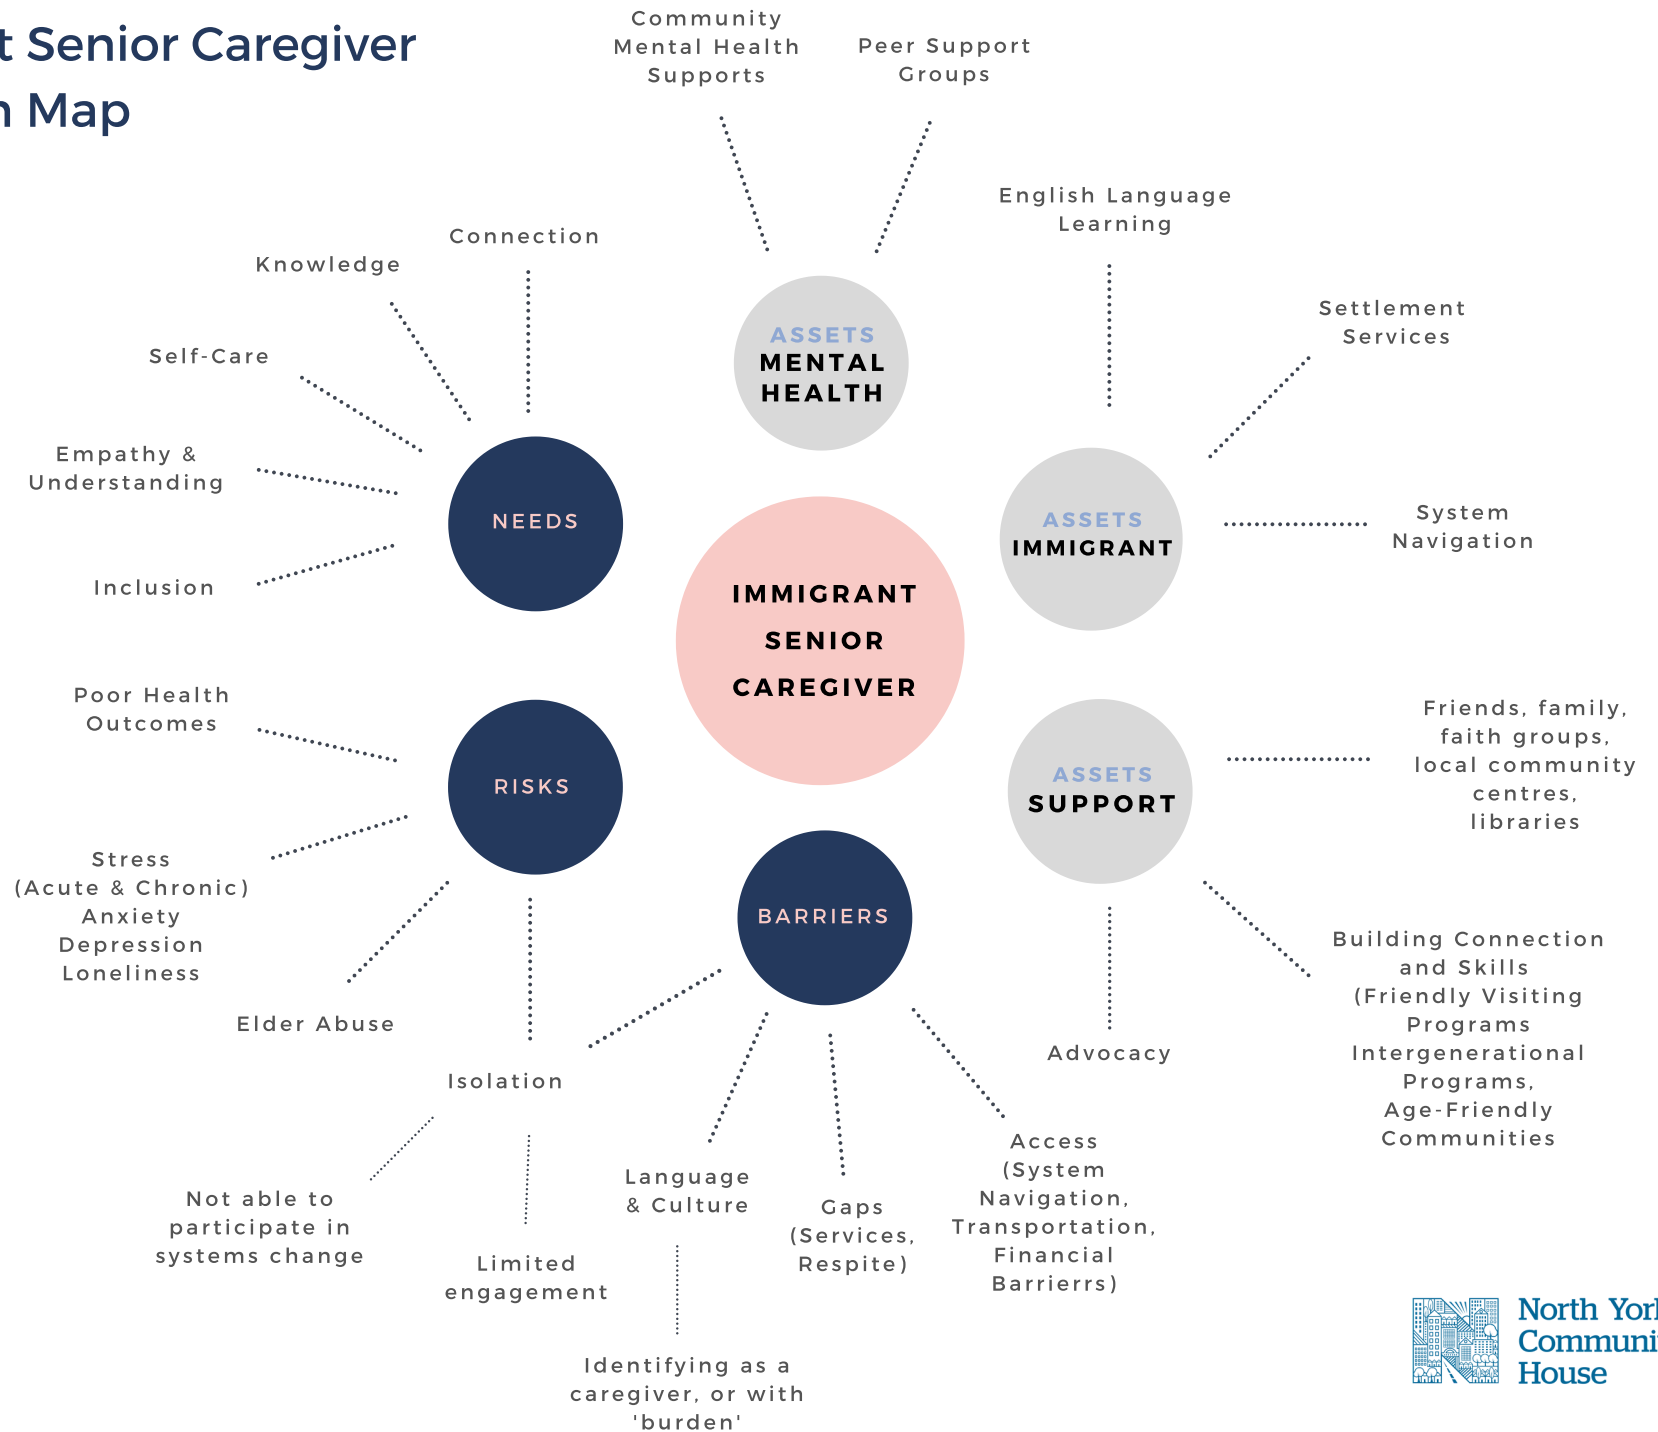 t Senior Caregiver
n Map
Community
Mental Health
Supports
Peer Support
Groups
English Language
Learning
Settlement
Services
System
Navigation
ASSETS
MENTAL
HEALTH
ASSETS
IMMIGRANT
Connection
Knowledge
Self-Care
Empathy &
Understanding
Inclusion
NEEDS
IMMIGRANT
SENIOR
CAREGIVER
Poor Health
Outcomes
RISKS
Stress
(Acute & Chronic)
Anxiety
Depression
Loneliness
Elder Abuse
Isolation
Not able to
participate in
systems change
Limited
engagement
BARRIERS
Language
& Culture
Identifying as a
caregiver, or with
'burden'
Gaps
(Services,
Respite)
Access
(System
Navigation,
Transportation,
Financial
Barrierrs)
ASSETS
SUPPORT
Friends, family,
faith groups,
local community
centres,
libraries
Advocacy
Building Connection
and Skills
(Friendly Visiting
Programs
Intergenerational
Programs,
Age-Friendly
Communities
North Yor
Communi
House